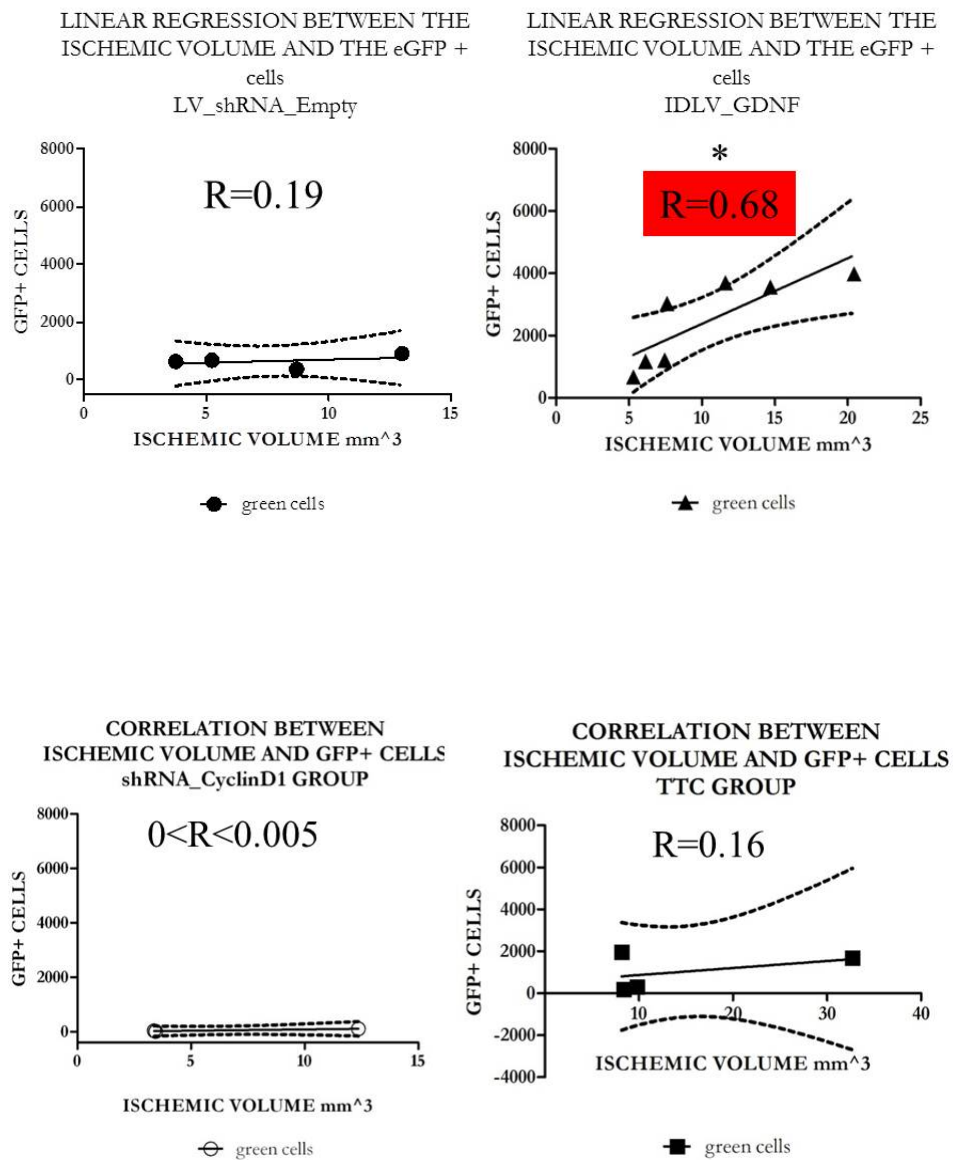 LINEAR REGRESSION BETWEEN THE
ISCHEMIC VOLUME AND THE eGFP +
cells
LV_shRNA_Empty
8000
6000
4000
2000
0
GFP+ CELLS
R=0.19
0
5
10
15
ISCHEMIC VOLUME mm^3
green cells
LINEAR REGRESSION BETWEEN THE
ISCHEMIC VOLUME AND THE eGFP +
cells
IDLV_GDNF
8000
6000
4000
2000
0
GFP+ CELLS
*
R=0.68
0
5
10
15
20
25
ISCHEMIC VOLUME mm^3
green cells
CORRELATION BETWEEN
ISCHEMIC VOLUME AND GFP+ CELLS
shRNA_CyclinD1 GROUP
8000
6000
4000
2000
0
GFP+ CELLS
0<R<0.005
0
5
10
15
ISCHEMIC VOLUME mm^3
green cells
CORRELATION BETWEEN
ISCHEMIC VOLUME AND GFP+ CELLS
TTC GROUP
8000
6000
4000
2000
0
-2000
-4000
GFP+ CELLS
R=0.16
10
20
30
40
ISCHEMIC VOLUME mm^3
green cells